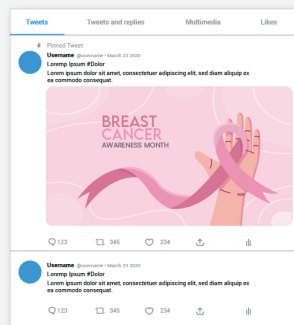 Tweets Tweets and replies Multimedia Likes
Pinned Tweet
Username @username • March 23 2020
Loremp Ipsum #Dolor
Lorem ipsum dolor sit amet, consectetuer adipiscing elit, sed diam aliquip ex
ea commodo consequat.
BREAST
CANCER
AWARENESS MONTH
123 345 234
Username @username • March 23 2020
Loremp Ipsum #Dolor
Lorem ipsum dolor sit amet, consectetuer adipiscing elit, sed diam aliquip ex
ea commodo consequat.
123 345 234